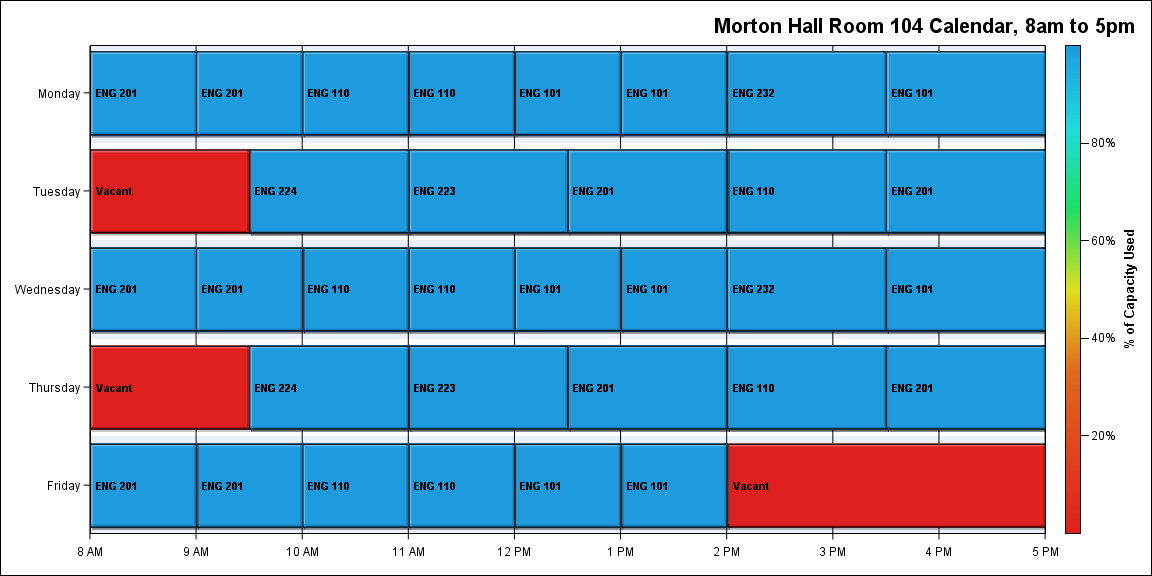 Morton Hall Room 104 Calendar, 8am to 5pm
Monday ENG 201 ENG 201 ENG 110 ENG 110 ENG 101 ENG 101 ENG 232 ENG 101
80%
Tuesday Vacant ENG 224 ENG 223 ENG 201 ENG 110 ENG 201
60%
Wednesday ENG 201 ENG 201 ENG 110 ENG 110 ENG 101 ENG 101 ENG 232 ENG 101
% of Capacity Used
40%
Thursday Vacant ENG 224 ENG 223 ENG 201 ENG 110 ENG 201
20%
Friday ENG 201 ENG 201 ENG 110 ENG 110 ENG 101 ENG 101 Vacant
8 AM 9 AM 10 AM 11 AM 12 PM 1 PM 2 PM 3 PM 4 PM 5 PM